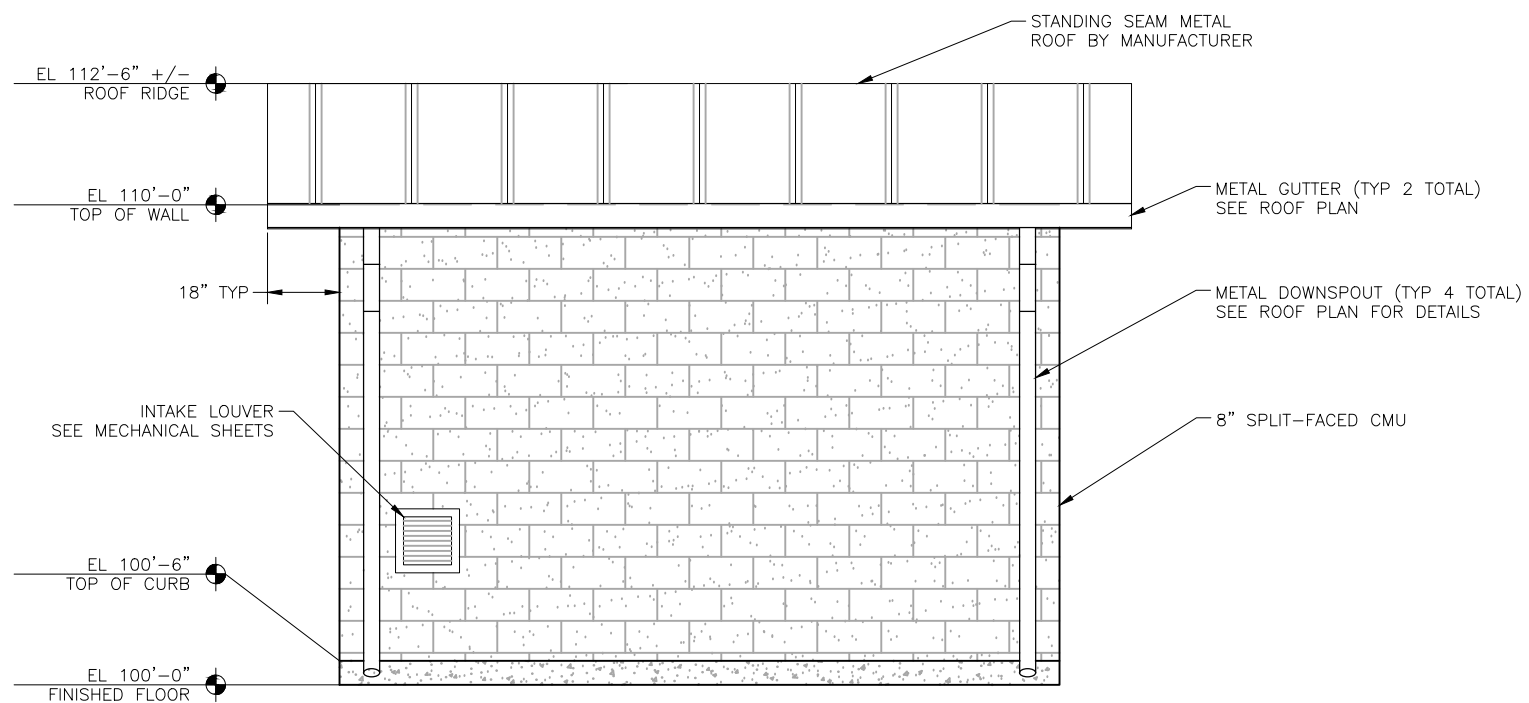 STANDING SEAM METAL
ROOF BY MANUFACTURER
EL 112'-6" +/-
ROOF RIDGE
EL 110'-0"
TOP OF WALL
METAL GUTTER (TYP 2 TOTAL)
SEE ROOF PLAN
18" TYP
METAL DOWNSPOUT (TYP 4 TOTAL)
SEE ROOF PLAN FOR DETAILS
INTAKE LOUVER
SEE MECHANICAL SHEETS
8" SPLIT-FACED CMU
EL 100'-6"
TOP OF CURB
EL 100'-0"
FINISHED FLOOR